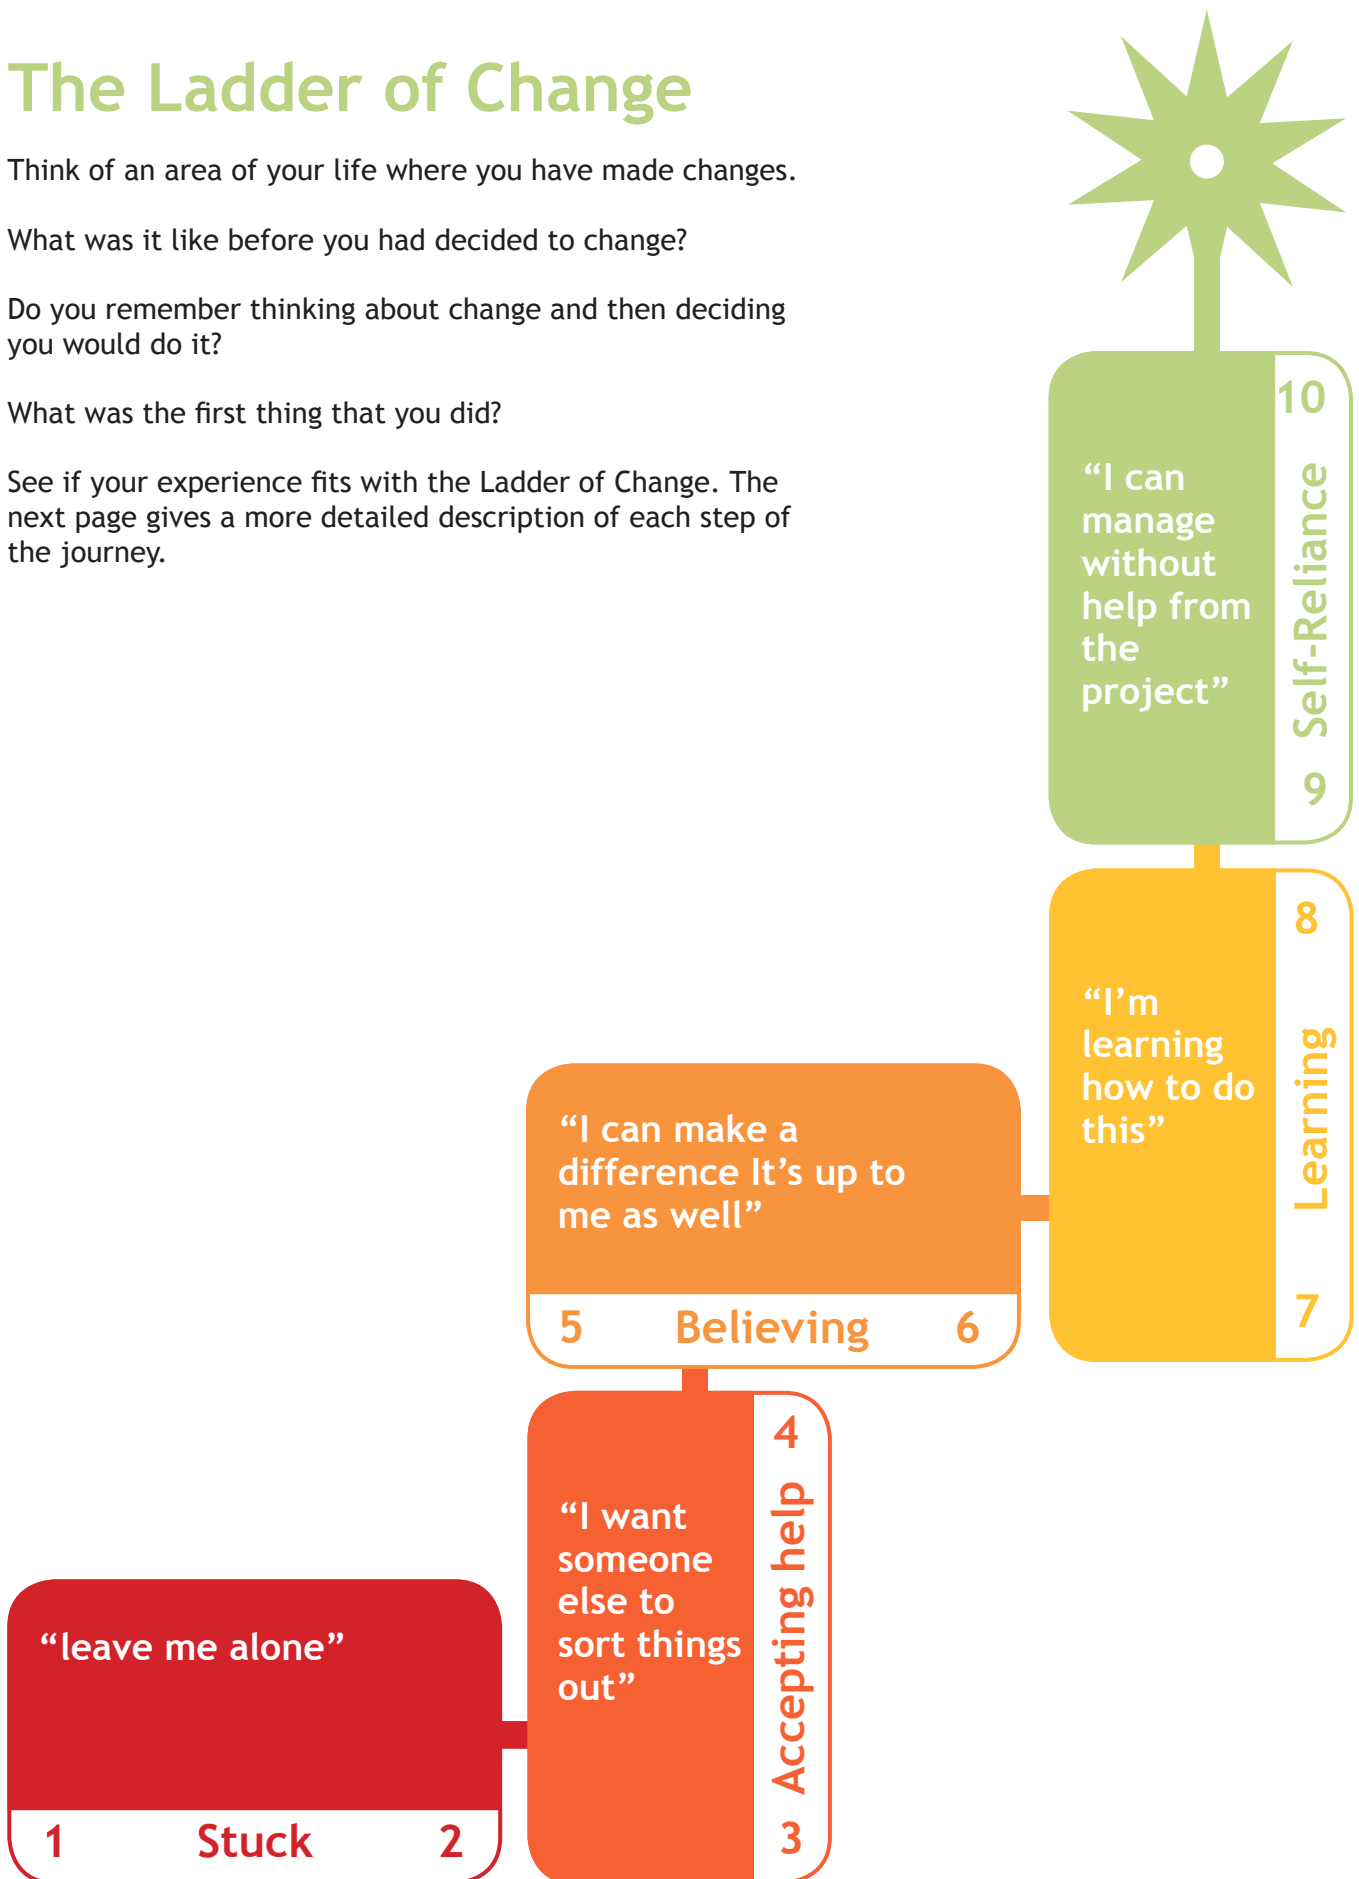 The Ladder of Change
Think of an area of your life where you have made changes.
What was it like before you had decided to change?
Do you remember thinking about change and then deciding
you would do it?
What was the first thing that you did?
See if your experience fits with the Ladder of Change. The
next page gives a more detailed description of each step of
the journey.
10
“I can
manage
without
help from
the
project”
Self-Reliance
9
8
“I’m
learning
how to do
this”
Learning
7
“I can make a
difference It’s up to
me as well”
5 Believing 6
4
“I want
someone
else to
sort things
out”
Accepting help
3
“leave me alone”
1 Stuck 2